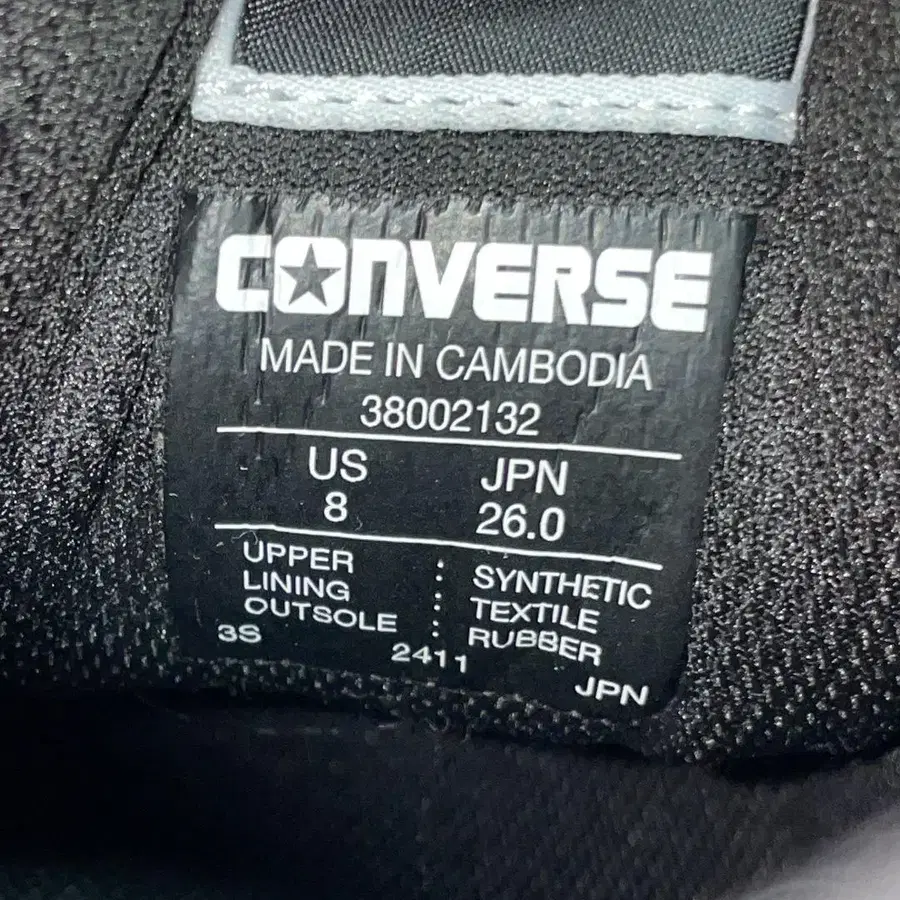 CONVERSE
MADE IN CAMBODIA
38002132
US JPN
8 26.0
UPPER : SYNTHETIC
LINING : TEXTILE
OUTSOLE : RUBBER
3S 2411 JPN